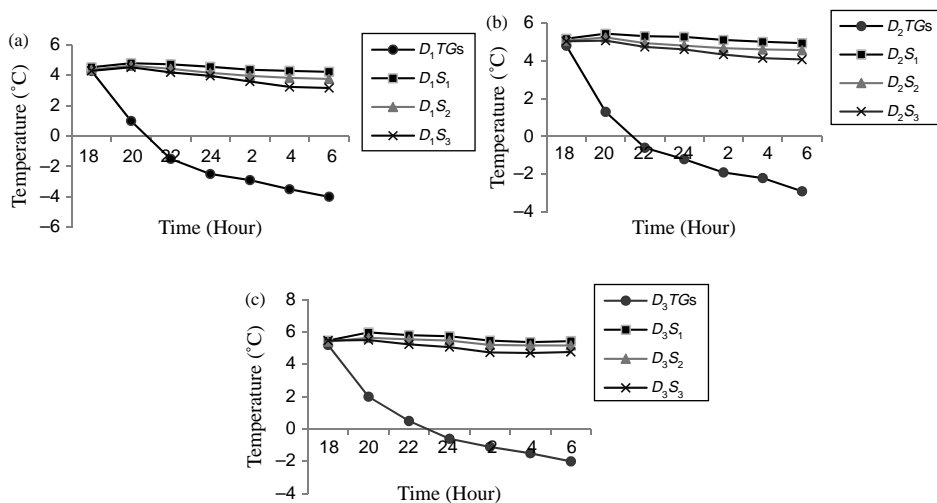 (a)
Temperature (˚C)
6
4
2
0
−2
−4
−6
18 20 22 24 2 4 6
Time (Hour)
D1TGs
D1S1
D1S2
D1S3
(b)
Temperature (˚C)
6
4
2
0
−2
−4
18 20 22 24 2 4 6
Time (Hour)
D2TGs
D2S1
D2S2
D2S3
(c)
Temperature (˚C)
8
6
4
2
0
−2
−4
18 20 22 24 2 4 6
Time (Hour)
D3TGs
D3S1
D3S2
D3S3